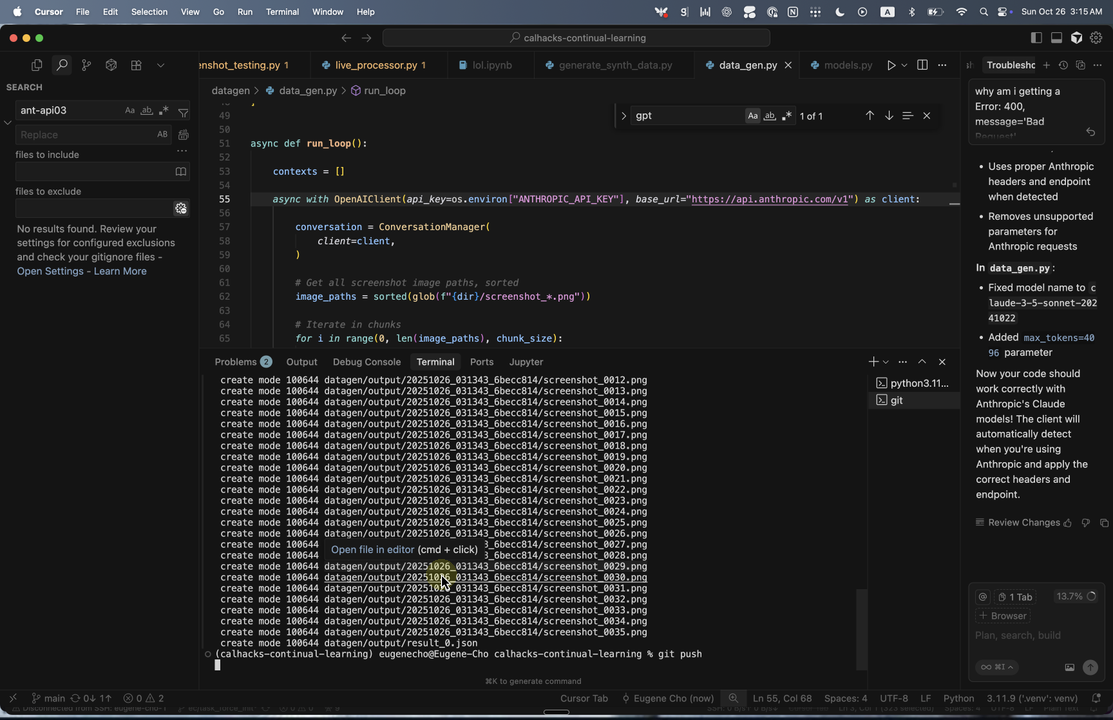 Cursor File Edit Selection View Go Run Terminal Window Help
A
Sun Oct 26 3:15 AM
calhacks-continual-learning
enshot_testing.py 1
live_processor.py 1
lol.ipynb
generate_synth_data.py
data_gen.py
models.py
Troublesho
SEARCH
ant-api03
Aa ab
Replace
AB
files to include
files to exclude
No results found. Review your
settings for configured exclusions
and check your gitignore files -
Open Settings - Learn More
datagen > data_gen.py > run_loop
gpt
Aa ab
1 of 1
49
50
51 async def run_loop():
52
53 contexts = []
54
55 async with OpenAIClient(api_key=os.environ["ANTHROPIC_API_KEY"], base_url="https://api.anthropic.com/v1") as client:
56
57 conversation = ConversationManager(
58 client=client,
59 )
60
61 # Get all screenshot image paths, sorted
62 image_paths = sorted(glob(f"{dir}/screenshot_*.png"))
63
64 # Iterate in chunks
65 for i in range(0, len(image_paths), chunk_size):
Problems 2 Output Debug Console Terminal Ports Jupyter
create mode 100644 datagen/output/20251026_031343_6becc814/screenshot_0012.png
create mode 100644 datagen/output/20251026_031343_6becc814/screenshot_0013.png
create mode 100644 datagen/output/20251026_031343_6becc814/screenshot_0014.png
create mode 100644 datagen/output/20251026_031343_6becc814/screenshot_0015.png
create mode 100644 datagen/output/20251026_031343_6becc814/screenshot_0016.png
create mode 100644 datagen/output/20251026_031343_6becc814/screenshot_0017.png
create mode 100644 datagen/output/20251026_031343_6becc814/screenshot_0018.png
create mode 100644 datagen/output/20251026_031343_6becc814/screenshot_0019.png
create mode 100644 datagen/output/20251026_031343_6becc814/screenshot_0020.png
create mode 100644 datagen/output/20251026_031343_6becc814/screenshot_0021.png
create mode 100644 datagen/output/20251026_031343_6becc814/screenshot_0022.png
create mode 100644 datagen/output/20251026_031343_6becc814/screenshot_0023.png
create mode 100644 datagen/output/20251026_031343_6becc814/screenshot_0024.png
create mode 100644 datagen/output/20251026_031343_6becc814/screenshot_0025.png
create mode 100644 datagen/output/20251026_031343_6becc814/screenshot_0026.png
create mode 100644 3_6becc814/screenshot_0027.png
Open file in editor (cmd + click)
create mode 100644 3_6becc814/screenshot_0028.png
create mode 100644 datagen/output/20251026_031343_6becc814/screenshot_0029.png
create mode 100644 datagen/output/20251026_031343_6becc814/screenshot_0030.png
create mode 100644 datagen/output/20251026_031343_6becc814/screenshot_0031.png
create mode 100644 datagen/output/20251026_031343_6becc814/screenshot_0032.png
create mode 100644 datagen/output/20251026_031343_6becc814/screenshot_0033.png
create mode 100644 datagen/output/20251026_031343_6becc814/screenshot_0034.png
create mode 100644 datagen/output/20251026_031343_6becc814/screenshot_0035.png
create mode 100644 datagen/output/result_0.json
(calhacks-continual-learning) eugenecho@Eugene-Cho calhacks-continual-learning % git push
⌘K to generate command
python3.11...
git
why am i getting a
Error: 400,
message='Bad
Request'
• Uses proper Anthropic
headers and endpoint
when detected
• Removes unsupported
parameters for
Anthropic requests
In data_gen.py:
• Fixed model name to c
laude-3-5-sonnet-202
41022
• Added max_tokens=40
96 parameter
Now your code should
work correctly with
Anthropic's Claude
models! The client will
automatically detect
when you're using
Anthropic and apply the
correct headers and
endpoint.
Review Changes
@ 1 Tab 13.7%
+ Browser
Plan, search, build
∞ ⌘I
main 0↓ 1↑ 0 2
Cursor Tab Eugene Cho (now) Ln 55, Col 68 Spaces: 4 UTF-8 LF Python 3.11.9 ('.venv': venv)